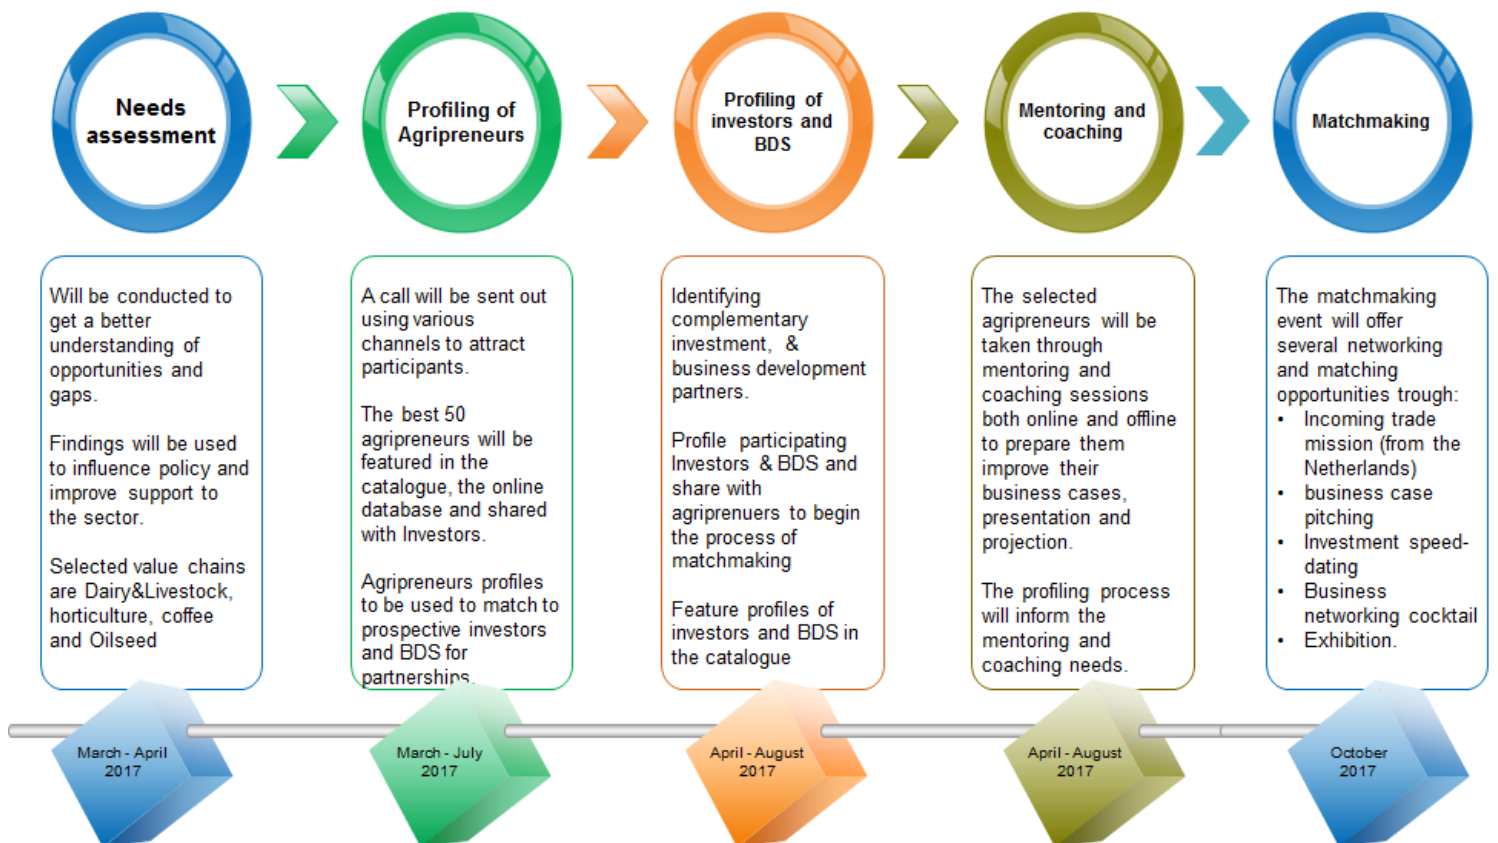 Needs
assessment
Profiling of
Agripreneurs
Profiling of
investors and
BDS
Mentoring and
coaching
Matchmaking
Will be conducted to
get a better
understanding of
opportunities and
gaps.
Findings will be used
to influence policy and
improve support to
the sector.
Selected value chains
are Dairy&Livestock,
horticulture, coffee
and Oilseed
A call will be sent out
using various
channels to attract
participants.
The best 50
agripreneurs will be
featured in the
catalogue, the online
database and shared
with Investors.
Agripreneurs profiles
to be used to match to
prospective investors
and BDS for
partnerships.
Identifying
complementary
investment, &
business development
partners.
Profile participating
Investors & BDS and
share with
agriprenuers to begin
the process of
matchmaking
Feature profiles of
investors and BDS in
the catalogue
The selected
agripreneurs will be
taken through
mentoring and
coaching sessions
both online and offline
to prepare them
improve their
business cases,
presentation and
projection.
The profiling process
will inform the
mentoring and
coaching needs.
The matchmaking
event will offer
several networking
and matching
opportunities trough:
• Incoming trade
mission (from the
Netherlands)
• business case
pitching
• Investment speed-
dating
• Business
networking cocktail
• Exhibition.
March - April
2017
March - July
2017
April - August
2017
April - August
2017
October
2017